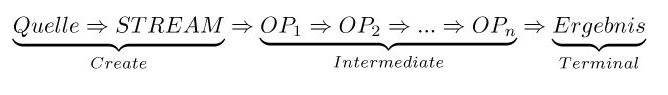 Quelle ⇒ STREAM ⇒ OP₁ ⇒ OP₂ ⇒ ... ⇒ OPₙ ⇒ Ergebnis
Create Intermediate Terminal